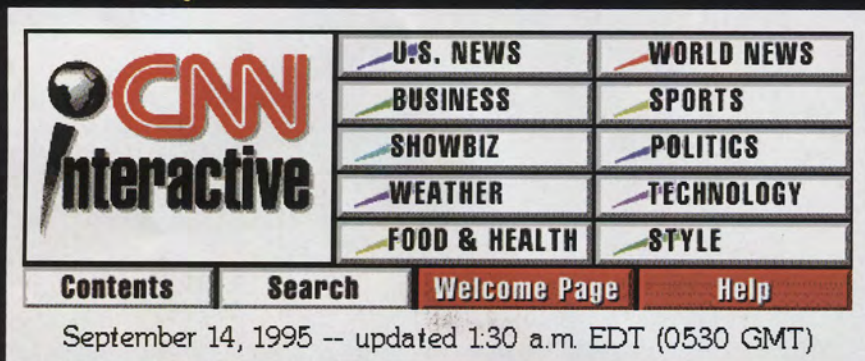 CNN
interactive
U.S. NEWS
WORLD NEWS
BUSINESS
SPORTS
SHOWBIZ
POLITICS
WEATHER
TECHNOLOGY
FOOD & HEALTH
STYLE
Contents
Search
Welcome Page
Help
September 14, 1995 -- updated 1:30 a.m. EDT (0530 GMT)